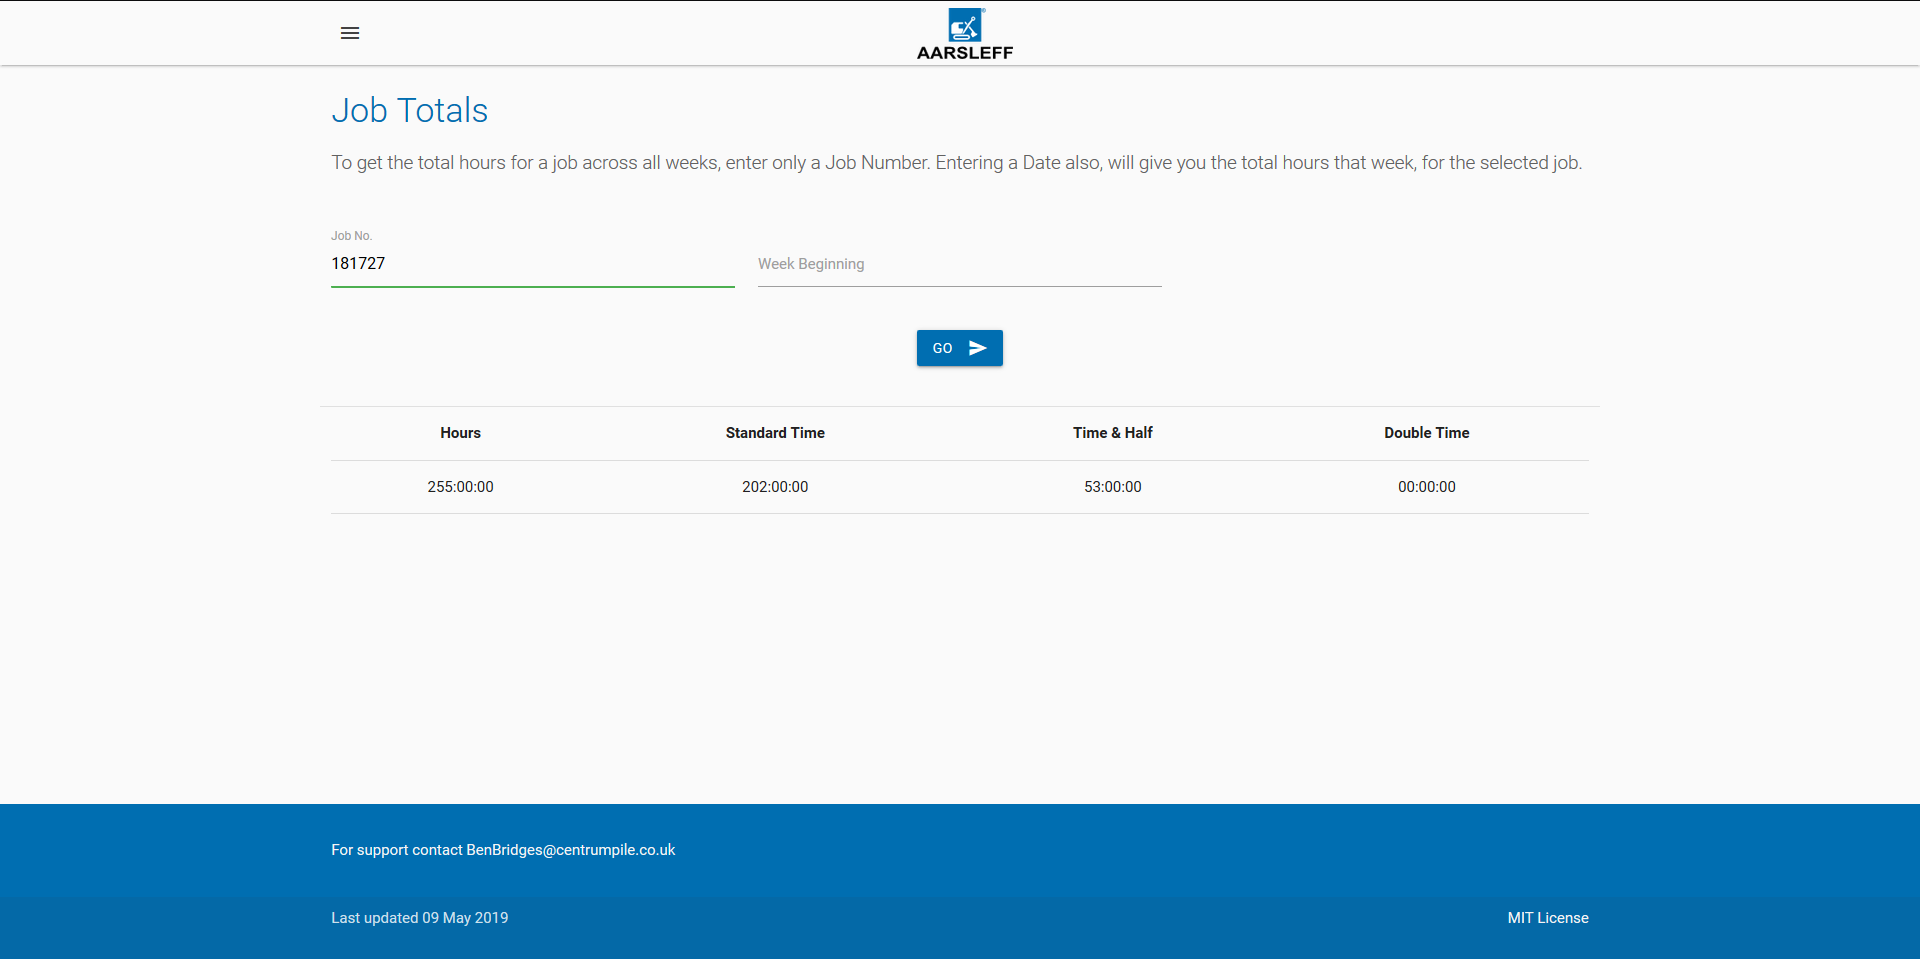 AARSLEFF
Job Totals
To get the total hours for a job across all weeks, enter only a Job Number. Entering a Date also, will give you the total hours that week, for the selected job.
Job No.
181727
Week Beginning
GO
Hours Standard Time Time & Half Double Time
255:00:00 202:00:00 53:00:00 00:00:00
For support contact BenBridges@centrumpile.co.uk
Last updated 09 May 2019 MIT License